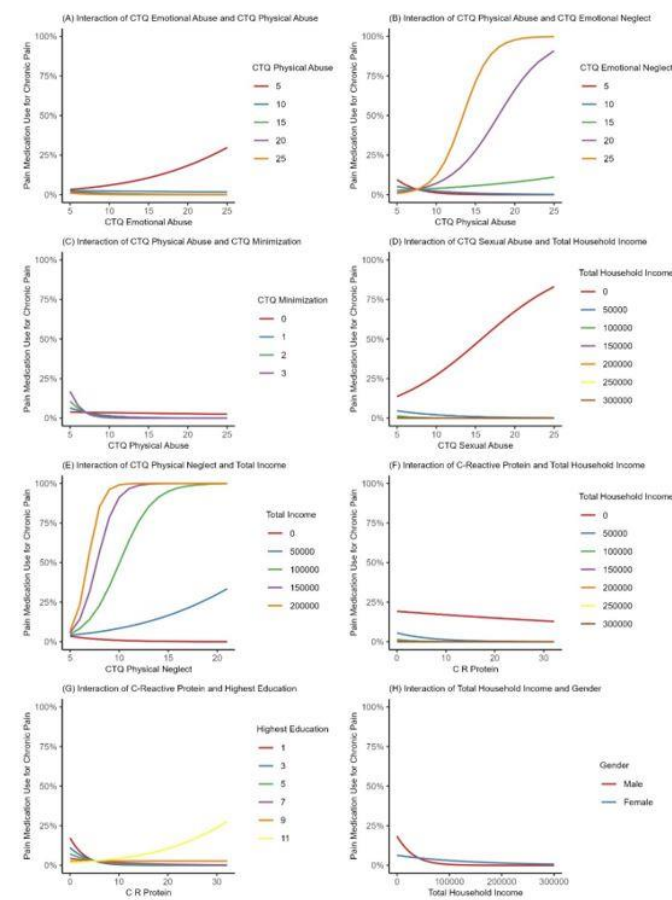 (A) Interaction of CTQ Emotional Abuse and CTQ Physical Abuse
Pain Medication Use for Chronic Pain
100%
75%
50%
25%
0%
5 10 15 20 25
CTQ Emotional Abuse
CTQ Physical Abuse
5
10
15
20
25
(B) Interaction of CTQ Physical Abuse and CTQ Emotional Neglect
Pain Medication Use for Chronic Pain
100%
75%
50%
25%
0%
5 10 15 20 25
CTQ Physical Abuse
CTQ Emotional Neglect
5
10
15
20
25
(C) Interaction of CTQ Physical Abuse and CTQ Minimization
Pain Medication Use for Chronic Pain
100%
75%
50%
25%
0%
5 10 15 20 25
CTQ Physical Abuse
CTQ Minimization
0
1
2
3
(D) Interaction of CTQ Sexual Abuse and Total Household Income
Pain Medication Use for Chronic Pain
100%
75%
50%
25%
0%
5 10 15 20 25
CTQ Sexual Abuse
Total Household Income
0
50000
100000
150000
200000
250000
300000
(E) Interaction of CTQ Physical Neglect and Total Income
Pain Medication Use for Chronic Pain
100%
75%
50%
25%
0%
5 10 15 20
CTQ Physical Neglect
Total Income
0
50000
100000
150000
200000
(F) Interaction of C-Reactive Protein and Total Household Income
Pain Medication Use for Chronic Pain
100%
75%
50%
25%
0%
0 10 20 30
C R Protein
Total Household Income
0
50000
100000
150000
200000
250000
300000
(G) Interaction of C-Reactive Protein and Highest Education
Pain Medication Use for Chronic Pain
100%
75%
50%
25%
0%
0 10 20 30
C R Protein
Highest Education
1
3
5
7
9
11
(H) Interaction of Total Household Income and Gender
Pain Medication Use for Chronic Pain
100%
75%
50%
25%
0%
0 100000 200000 300000
Total Household Income
Gender
Male
Female